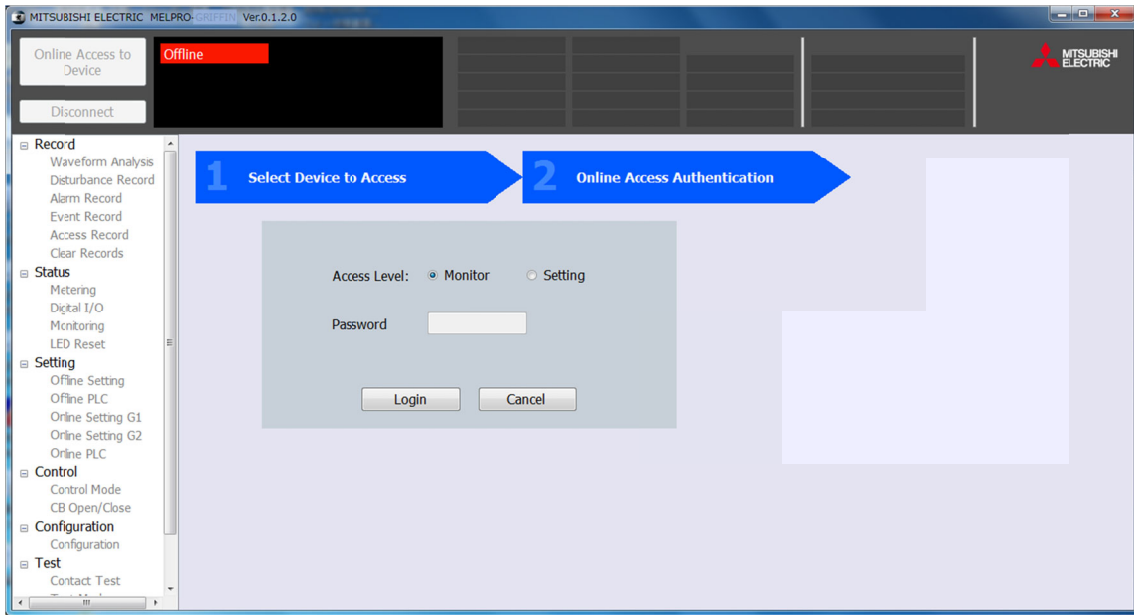 MITSUBISHI ELECTRIC MELPRO-GRIFFIN Ver.0.1.2.0
Online Access to
Device
Disconnect
Offline
MITSUBISHI
ELECTRIC
Record
Waveform Analysis
Disturbance Record
Alarm Record
Event Record
Access Record
Clear Records
Status
Metering
Digital I/O
Monitoring
LED Reset
Setting
Offline Setting
Offline PLC
Online Setting G1
Online Setting G2
Online PLC
Control
Control Mode
CB Open/Close
Configuration
Configuration
Test
Contact Test
1 Select Device to Access
2 Online Access Authentication
Access Level: Monitor Setting
Password
Login Cancel